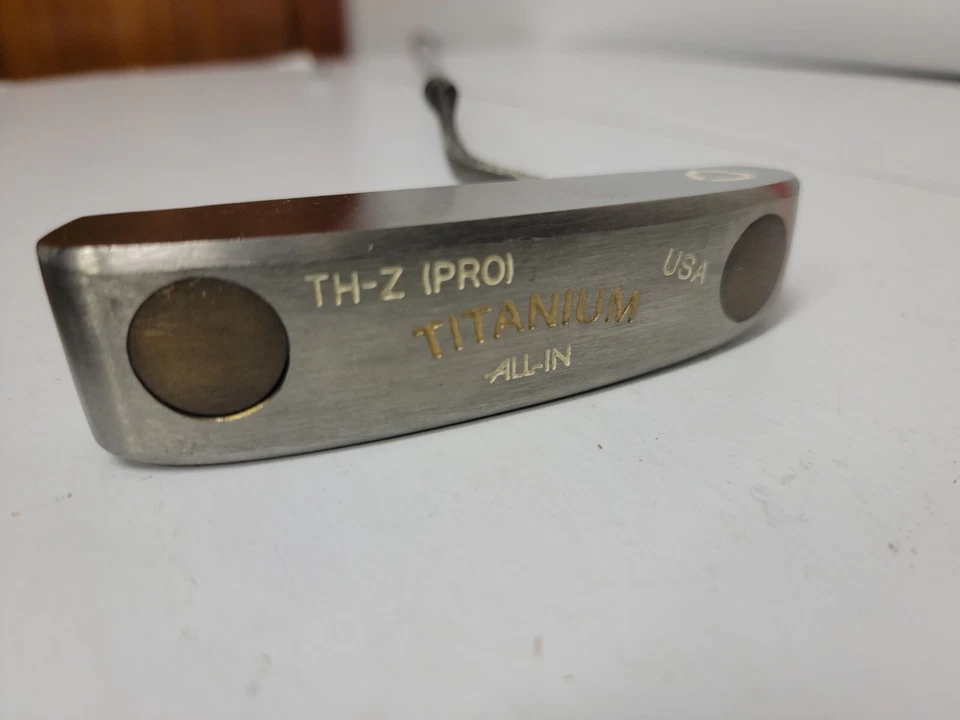 TH-Z (PRO)
USA
TITANIUM
ALL-IN